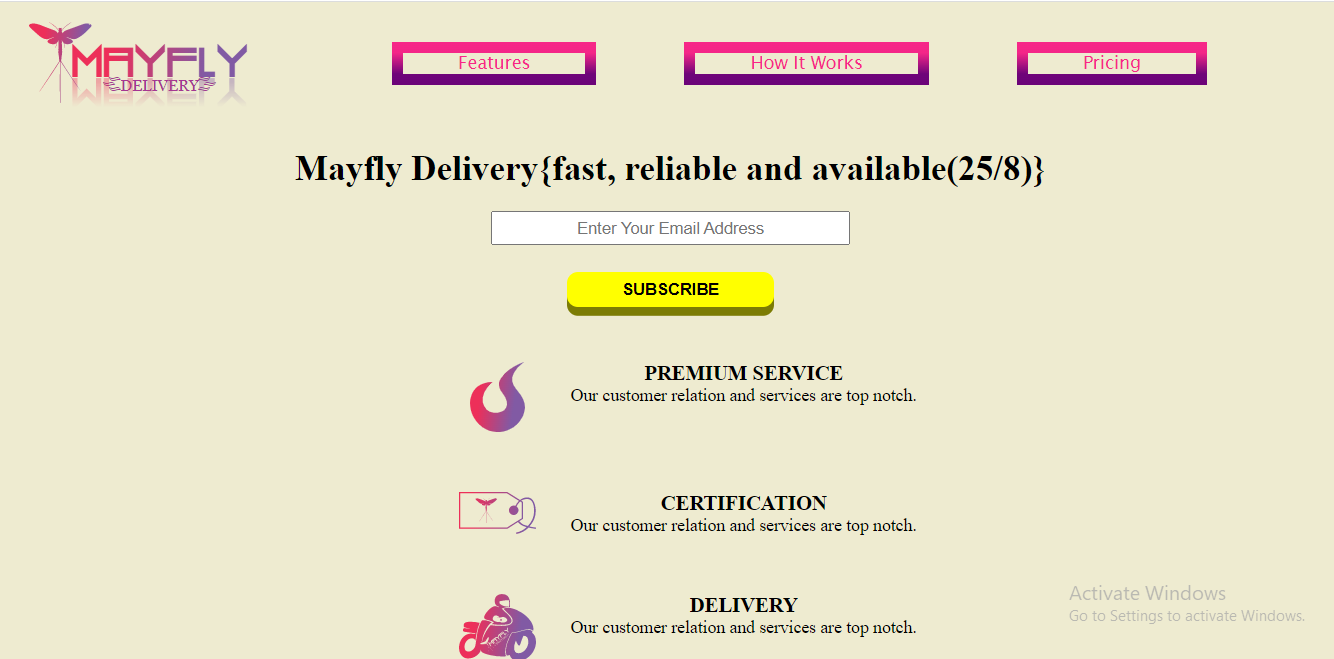 MAYFLY
DELIVERY
Features
How It Works
Pricing
Mayfly Delivery{fast, reliable and available(25/8)}
Enter Your Email Address
SUBSCRIBE
PREMIUM SERVICE
Our customer relation and services are top notch.
CERTIFICATION
Our customer relation and services are top notch.
DELIVERY
Our customer relation and services are top notch.
MAYFLY
Activate Windows
Go to Settings to activate Windows.